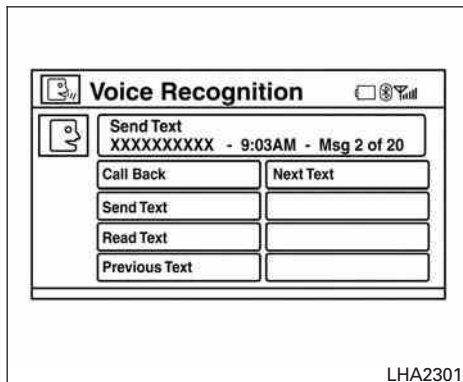 Voice Recognition
Send Text
XXXXXXXXXX - 9:03AM - Msg 2 of 20
Call Back
Next Text
Send Text
Read Text
Previous Text
LHA2301